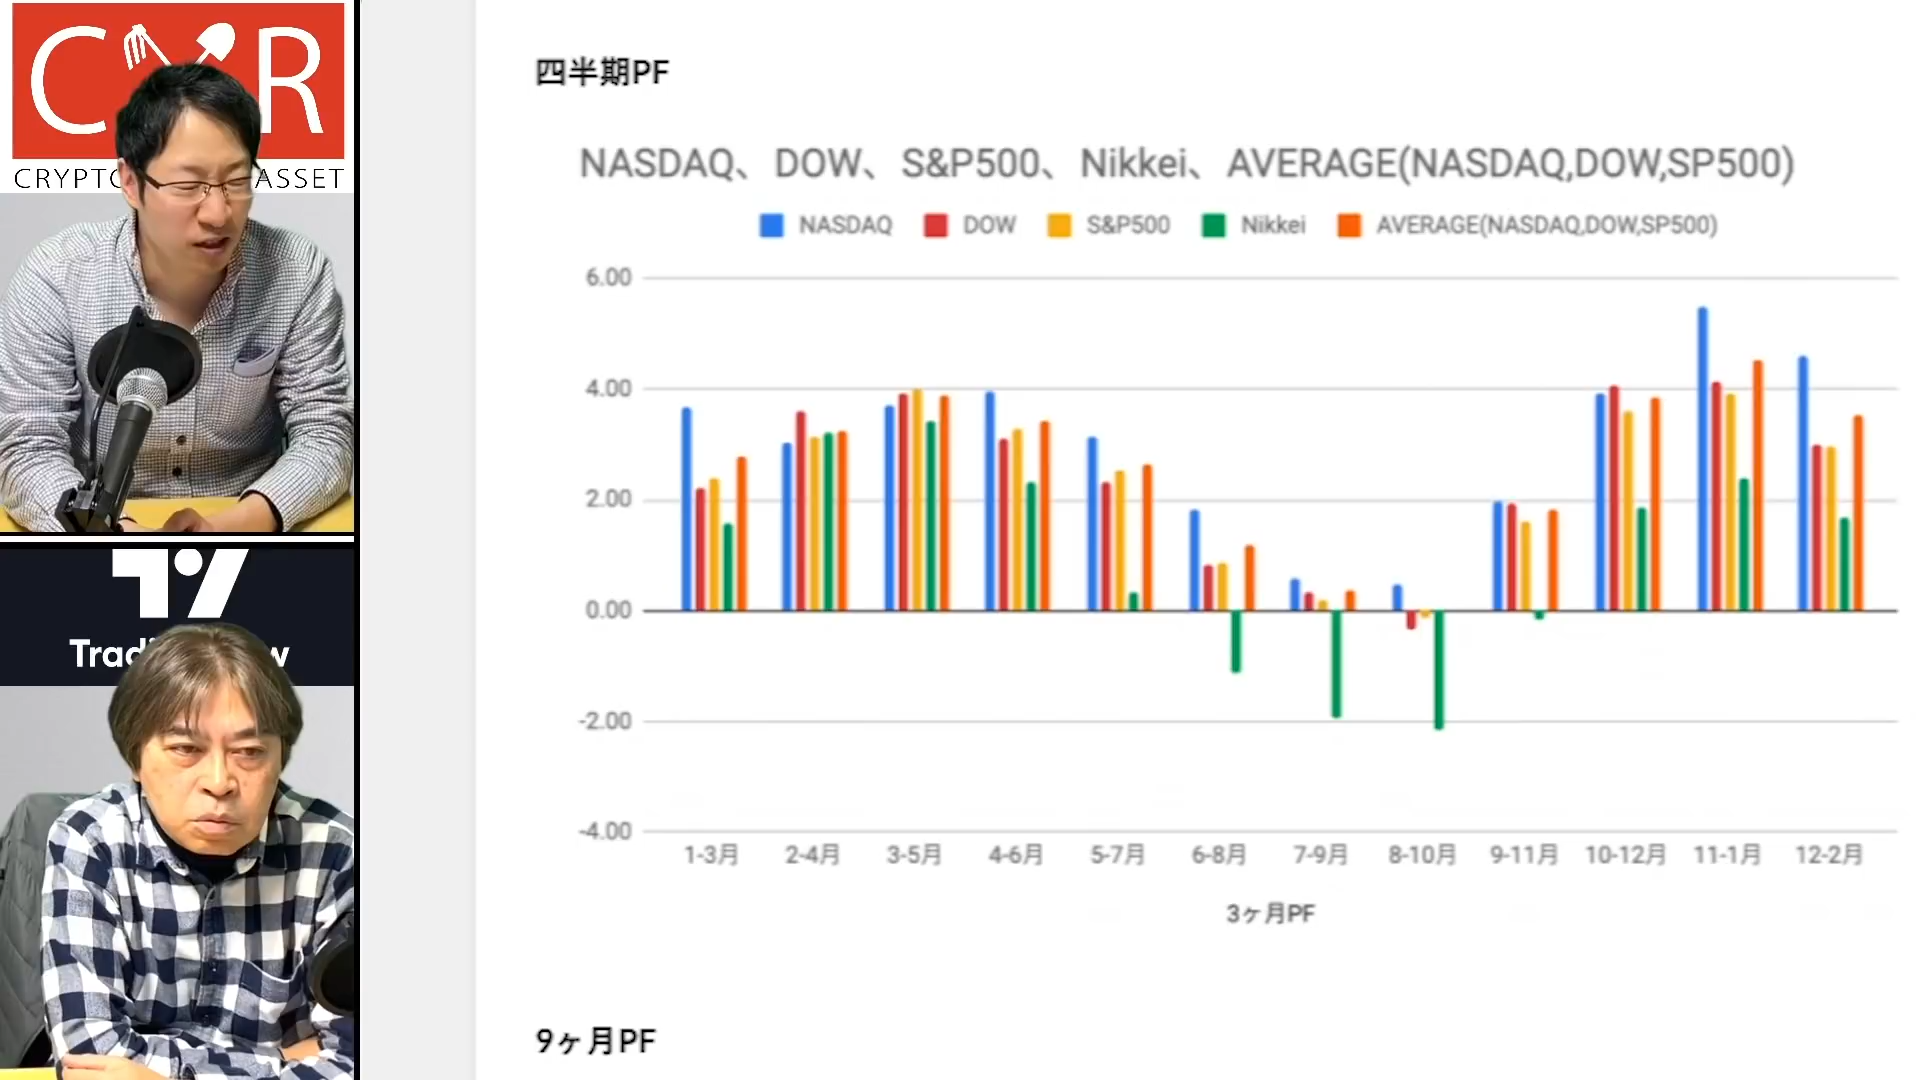 C R
CRYPTO ASSET
四半期PF
NASDAQ、DOW、S&P500、Nikkei、AVERAGE(NASDAQ,DOW,SP500)
NASDAQ DOW S&P500 Nikkei AVERAGE(NASDAQ,DOW,SP500)
6.00
4.00
2.00
0.00
-2.00
-4.00
1-3月 2-4月 3-5月 4-6月 5-7月 6-8月 7-9月 8-10月 9-11月 10-12月 11-1月 12-2月
3ヶ月PF
9ヶ月PF